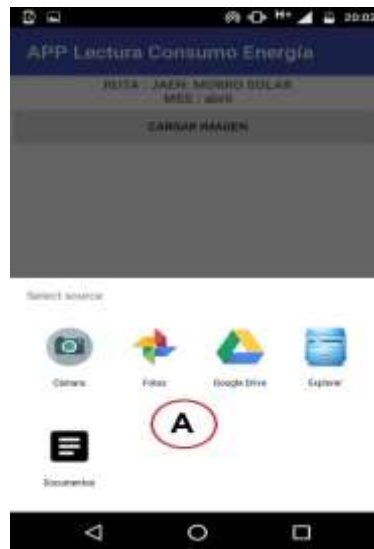 20:02
APP Lectura Consumo Energía
RUTA : JAEN: MORRO SOLAR
MES : abril
CARGAR IMAGEN
Select source
Cámara Fotos Google Drive Explorer
A
Documentos